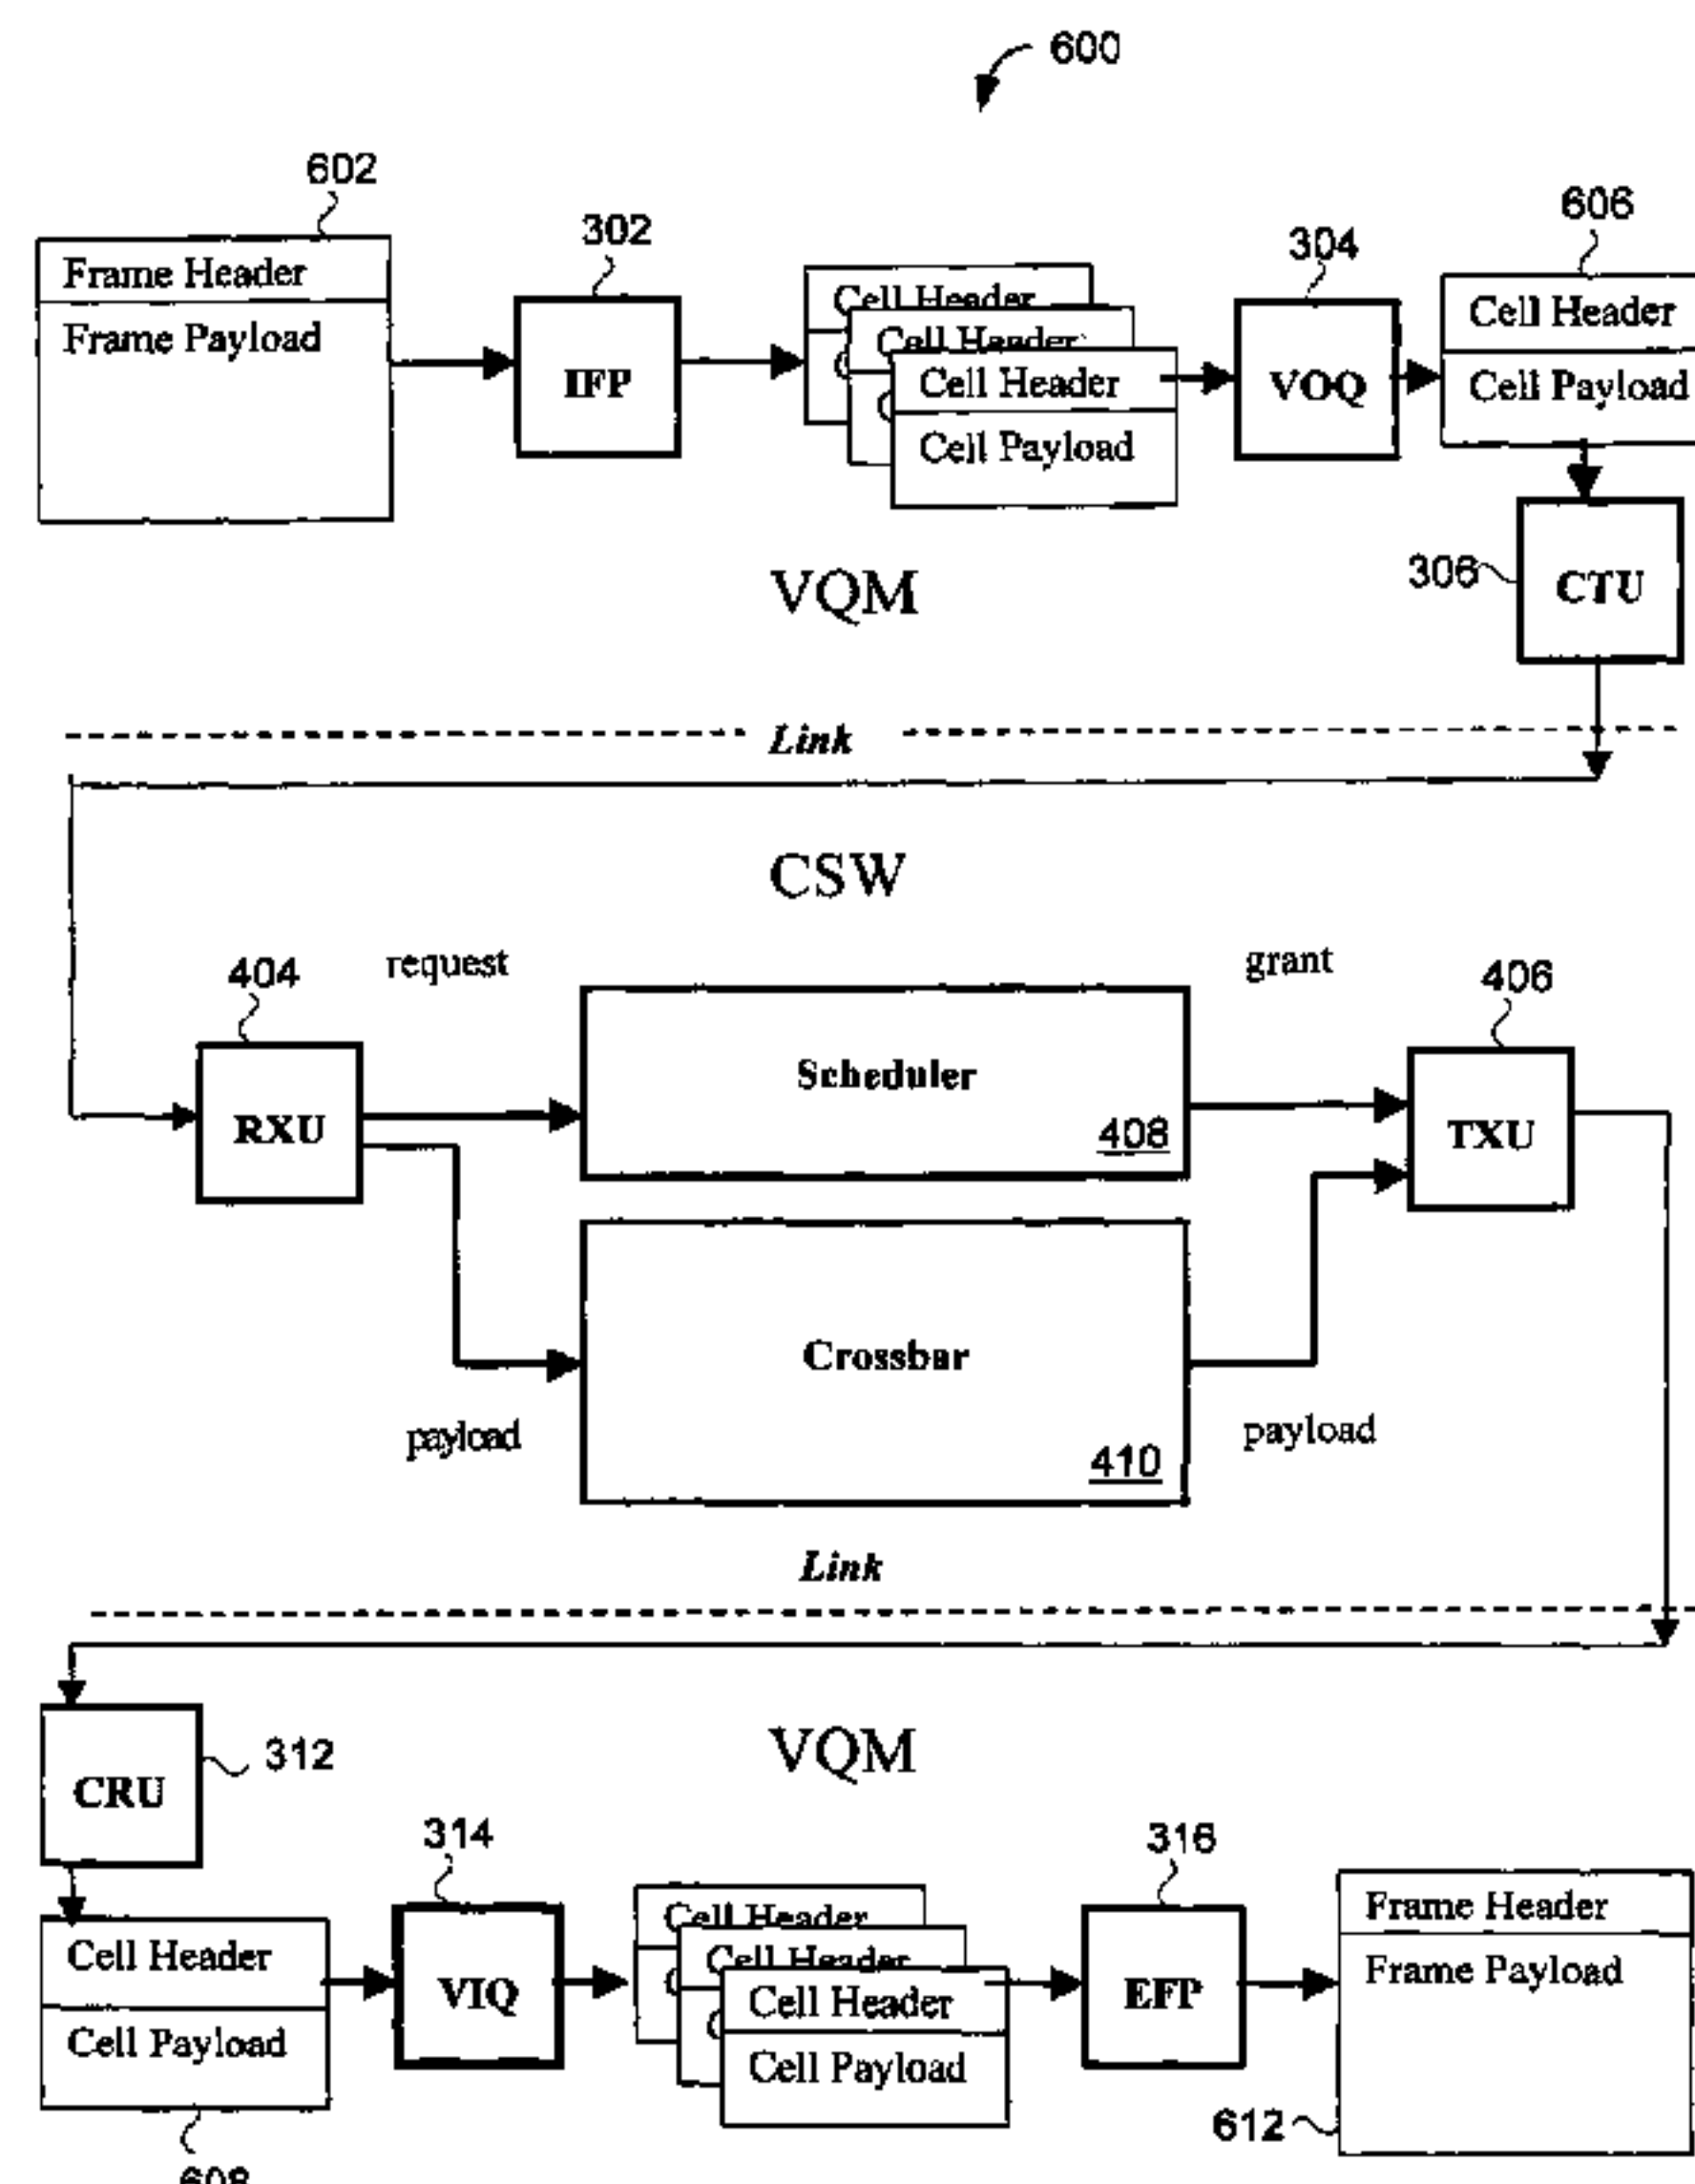 600
602
302
304
606
Frame Header
Frame Payload
IFP
Cell Header
Cell Header
Cell Header
Cell Payload
VOQ
Cell Header
Cell Payload
306
CTU
VQM
Link
CSW
404
request
grant
406
RXU
Scheduler
408
TXU
Crossbar
410
payload
payload
Link
CRU
312
VQM
314
316
Cell Header
Cell Payload
VIQ
Cell Header
Cell Header
Cell Header
Cell Payload
EFP
Frame Header
Frame Payload
612
608